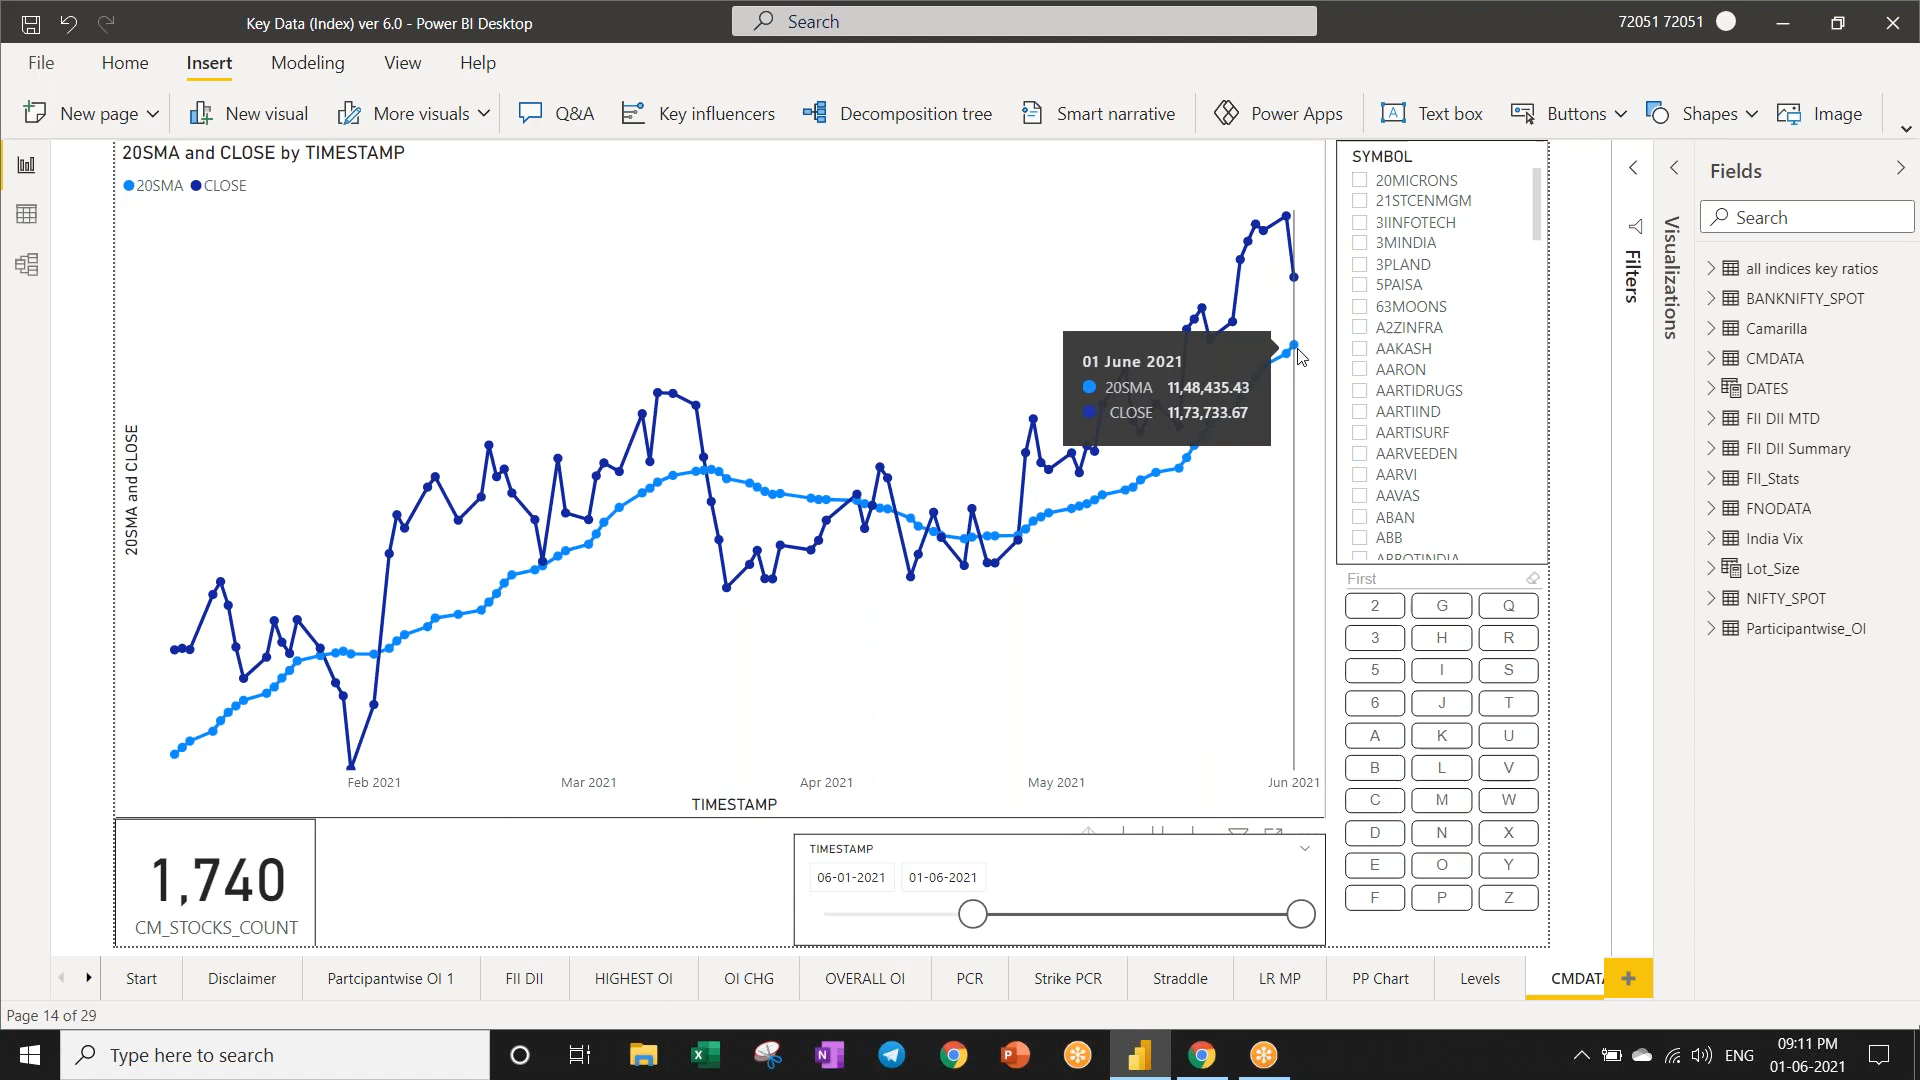 Key Data (Index) ver 6.0 - Power BI Desktop
Search
72051 72051
File Home Insert Modeling View Help
New page New visual More visuals Q&A Key influencers Decomposition tree Smart narrative Power Apps Text box Buttons Shapes Image
20SMA and CLOSE by TIMESTAMP
20SMA CLOSE
20SMA and CLOSE
01 June 2021
20SMA 11,48,435.43
CLOSE 11,73,733.67
Feb 2021 Mar 2021 Apr 2021 May 2021 Jun 2021
TIMESTAMP
SYMBOL
20MICRONS
21STCENMGM
3IINFOTECH
3MINDIA
3PLAND
5PAISA
63MOONS
A2ZINFRA
AAKASH
AARON
AARTIDRUGS
AARTIIND
AARTISURF
AARVEEDEN
AARVI
AAVAS
ABAN
ABB
ABBOTINDIA
First
2 G Q
3 H R
5 I S
6 J T
A K U
B L V
C M W
D N X
E O Y
F P Z
1,740
CM_STOCKS_COUNT
TIMESTAMP
06-01-2021 01-06-2021
Filters
Visualizations
Fields
Search
all indices key ratios
BANKNIFTY_SPOT
Camarilla
CMDATA
DATES
FII DII MTD
FII DII Summary
FII_Stats
FNODATA
India Vix
Lot_Size
NIFTY_SPOT
Participantwise_OI
Start Disclaimer Partcipantwise OI 1 FII DII HIGHEST OI OI CHG OVERALL OI PCR Strike PCR Straddle LR MP PP Chart Levels CMDATA
Page 14 of 29
Type here to search
ENG
09:11 PM
01-06-2021